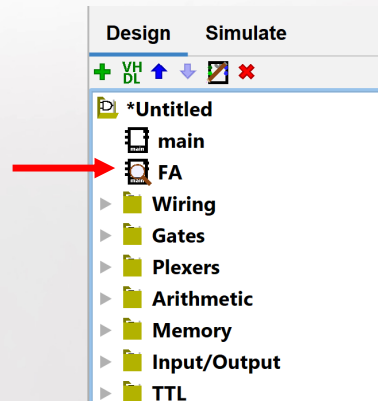 Design Simulate
VH
DL
*Untitled
main
FA
Wiring
Gates
Plexers
Arithmetic
Memory
Input/Output
TTL